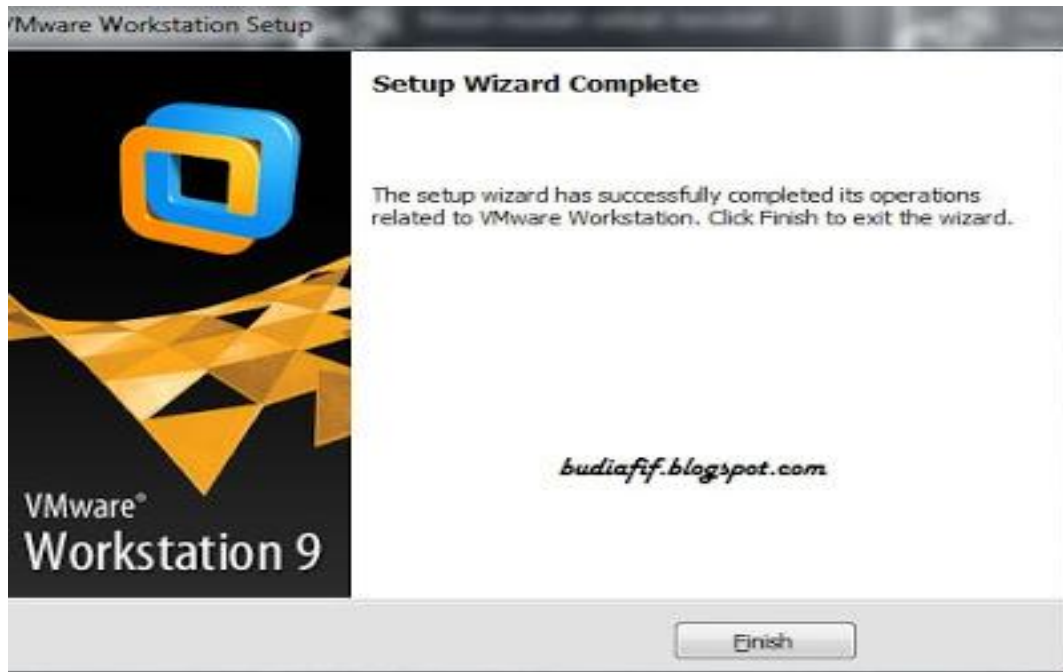 VMware Workstation Setup
Setup Wizard Complete
The setup wizard has successfully completed its operations
related to VMware Workstation. Click Finish to exit the wizard.
budiafif.blogspot.com
VMware®
Workstation 9
Finish